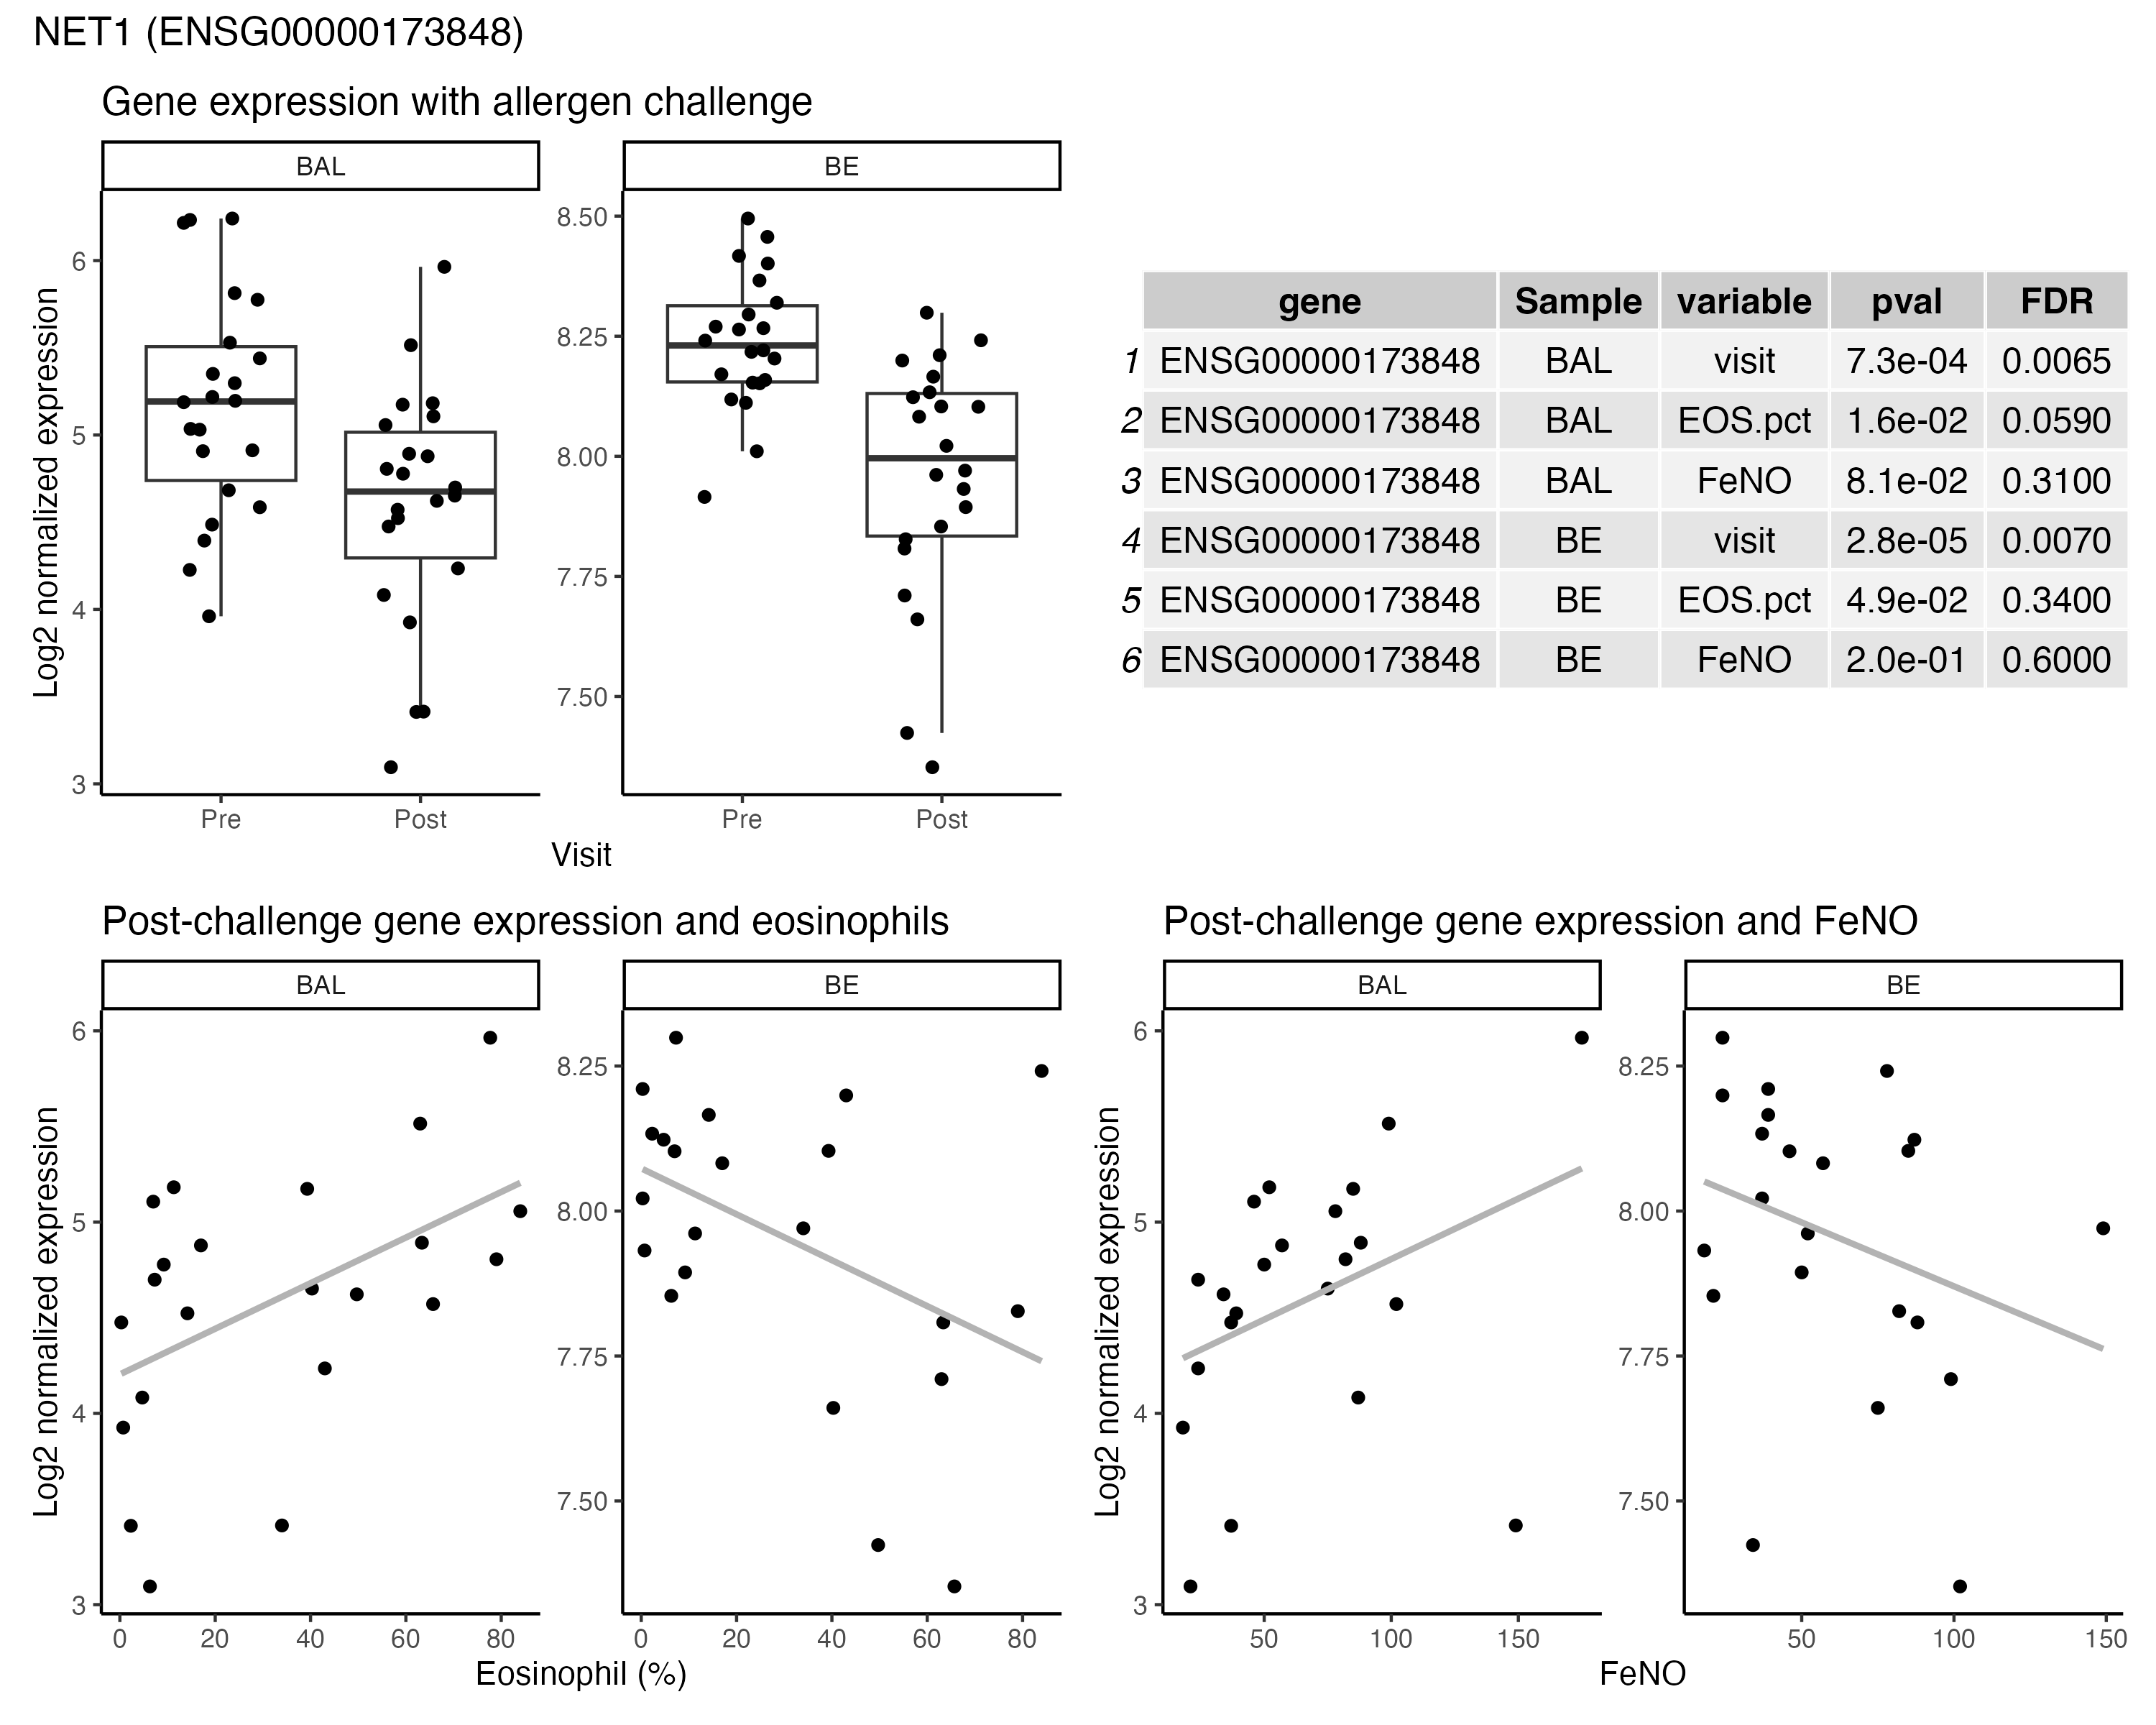 NET1 (ENSG00000173848)
Gene expression with allergen challenge
BAL
BE
Log2 normalized expression
6
5
4
3
8.50
8.25
8.00
7.75
7.50
Pre
Post
Pre
Post
Visit
gene Sample variable pval FDR
1 ENSG00000173848 BAL visit 7.3e-04 0.0065
2 ENSG00000173848 BAL EOS.pct 1.6e-02 0.0590
3 ENSG00000173848 BAL FeNO 8.1e-02 0.3100
4 ENSG00000173848 BE visit 2.8e-05 0.0070
5 ENSG00000173848 BE EOS.pct 4.9e-02 0.3400
6 ENSG00000173848 BE FeNO 2.0e-01 0.6000
Post-challenge gene expression and eosinophils
BAL
BE
Log2 normalized expression
6
5
4
3
8.25
8.00
7.75
7.50
0 20 40 60 80
0 20 40 60 80
Eosinophil (%)
Post-challenge gene expression and FeNO
BAL
BE
Log2 normalized expression
6
5
4
3
8.25
8.00
7.75
7.50
50 100 150
50 100 150
FeNO